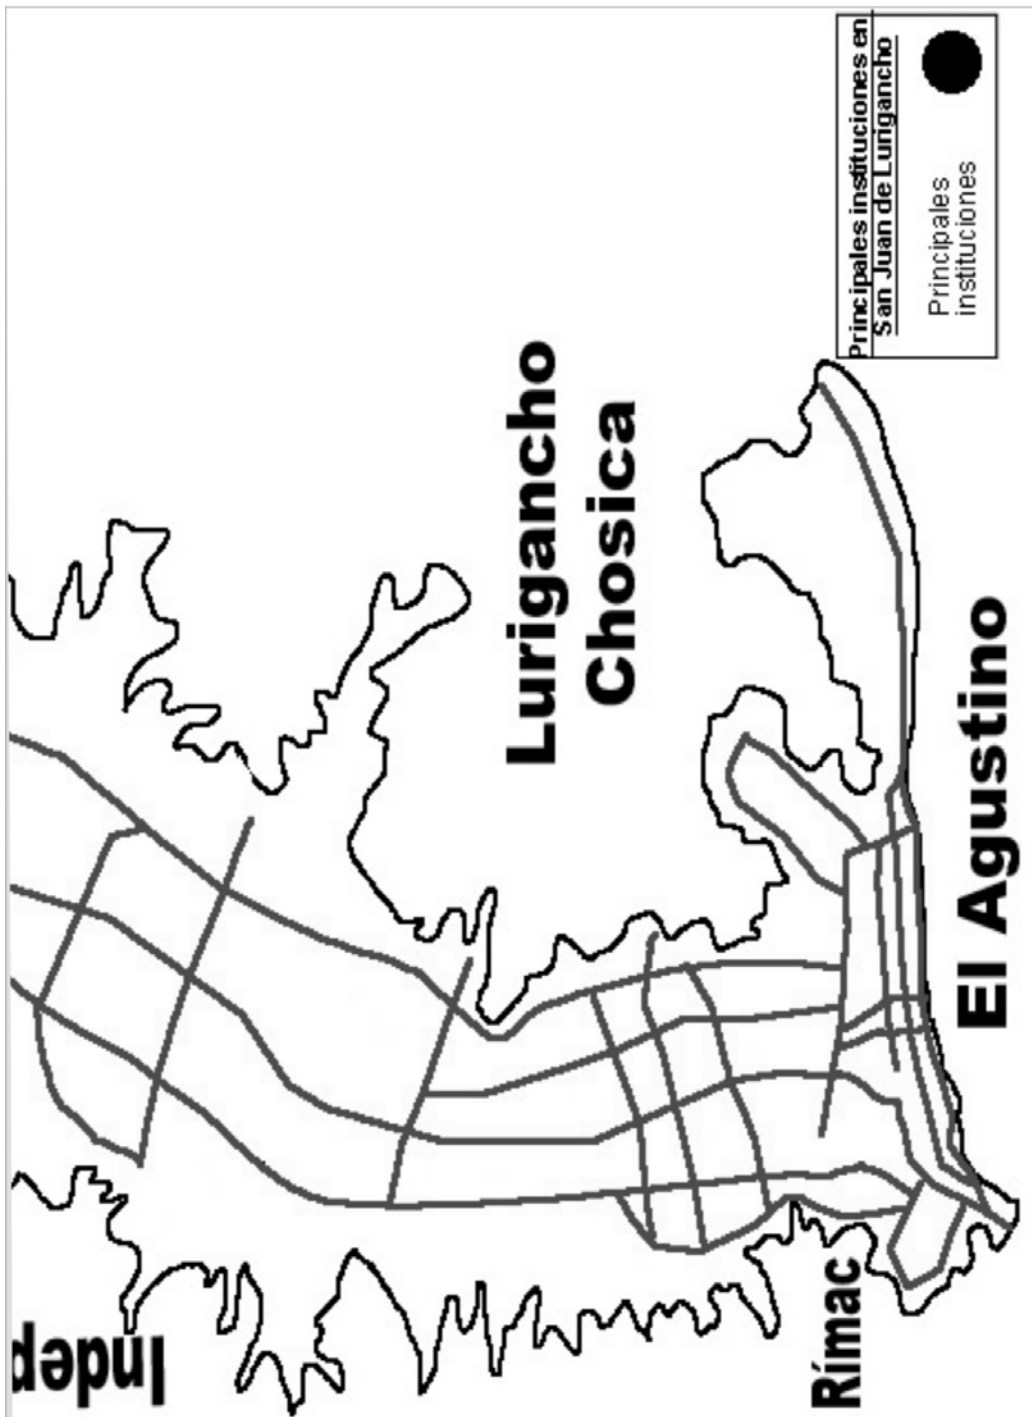 Principales instituciones en
San Juan de Lurigancho
Principales
instituciones
Lurigancho
Chosica
El Agustino
Rímac
Indep